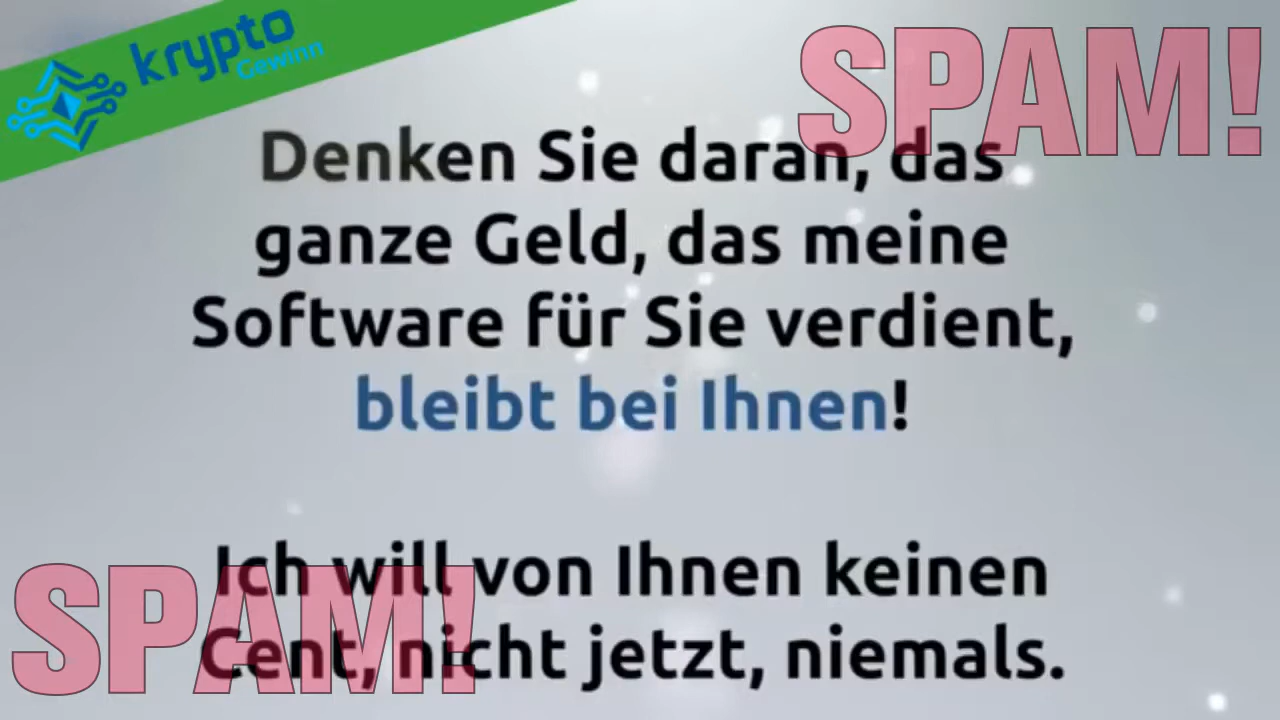 krypto
Gewinn
SPAM!
Denken Sie daran, das
ganze Geld, das meine
Software für Sie verdient,
bleibt bei Ihnen!
Ich will von Ihnen keinen
Cent, nicht jetzt, niemals.
SPAM!